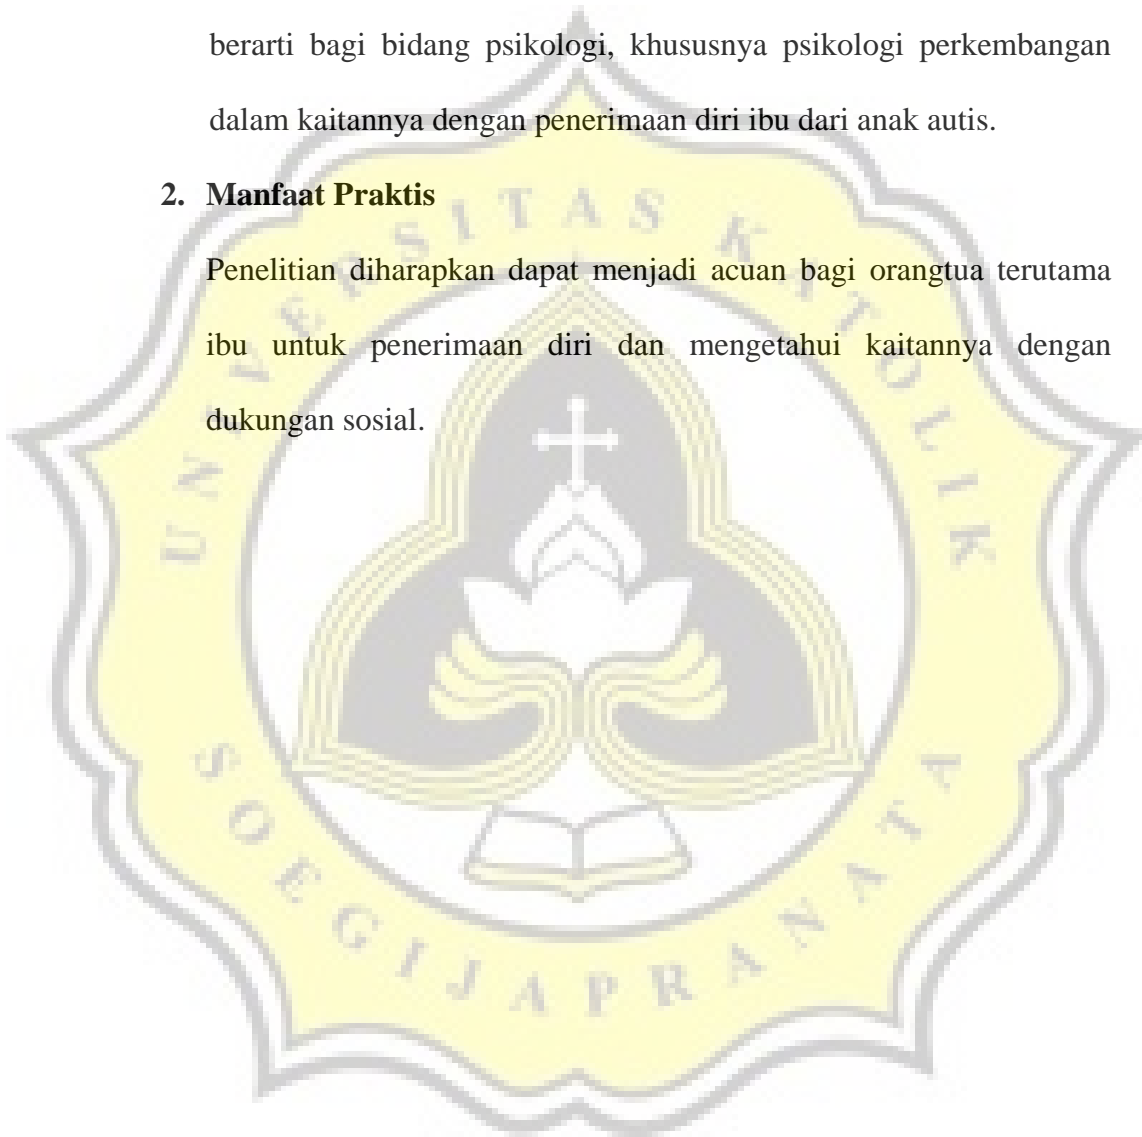 berarti bagi bidang psikologi, khususnya psikologi perkembangan
dalam kaitannya dengan penerimaan diri ibu dari anak autis.
2. Manfaat Praktis
Penelitian diharapkan dapat menjadi acuan bagi orangtua terutama
ibu untuk penerimaan diri dan mengetahui kaitannya dengan
dukungan sosial.
UNIVERSITAS KATOLIK
SOEGIJAPRANATA